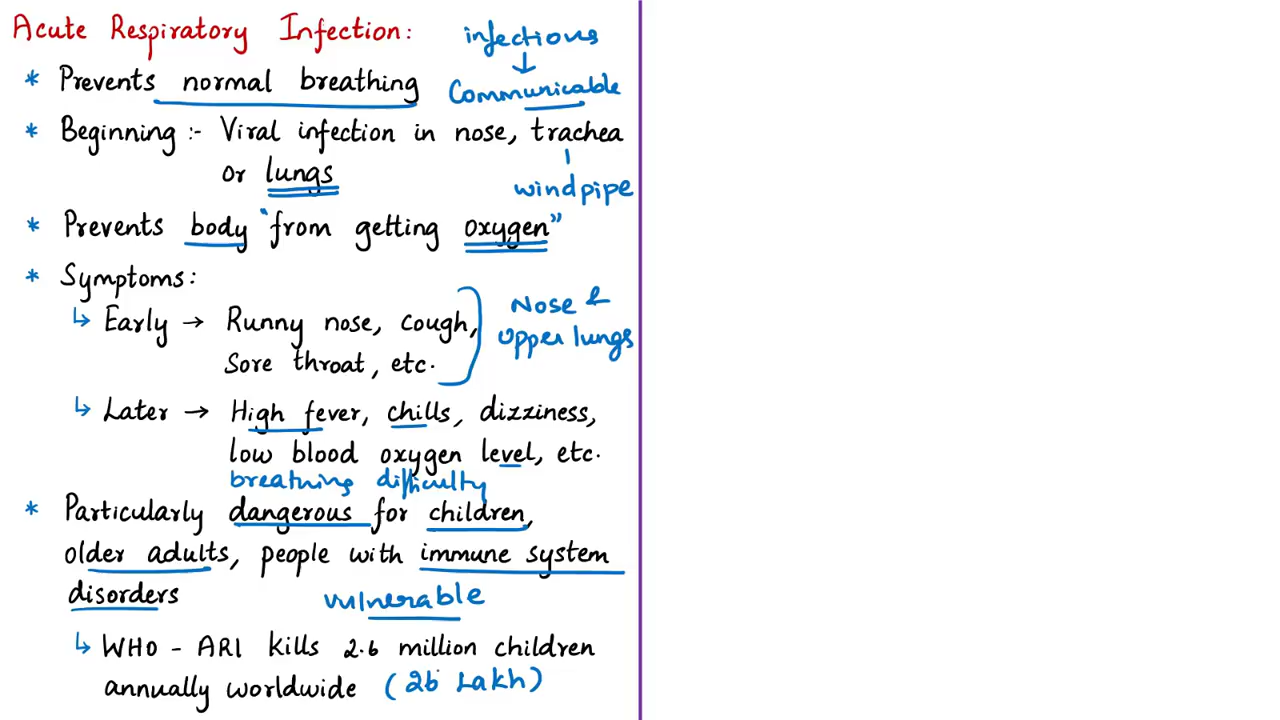 Acute Respiratory Infection:
infectious
↓
Communicable
* Prevents normal breathing
* Beginning :- Viral infection in nose, trachea
or lungs
windpipe
* Prevents body "from getting oxygen"
* Symptoms:
↳ Early → Runny nose, cough,
Sore throat, etc.
Nose &
upper lungs
↳ Later → High fever, chills, dizziness,
low blood oxygen level, etc.
breathing difficulty
* Particularly dangerous for children,
older adults, people with immune system
disorders
vulnerable
↳ WHO - ARI kills 2.6 million children
annually worldwide (26 Lakh)